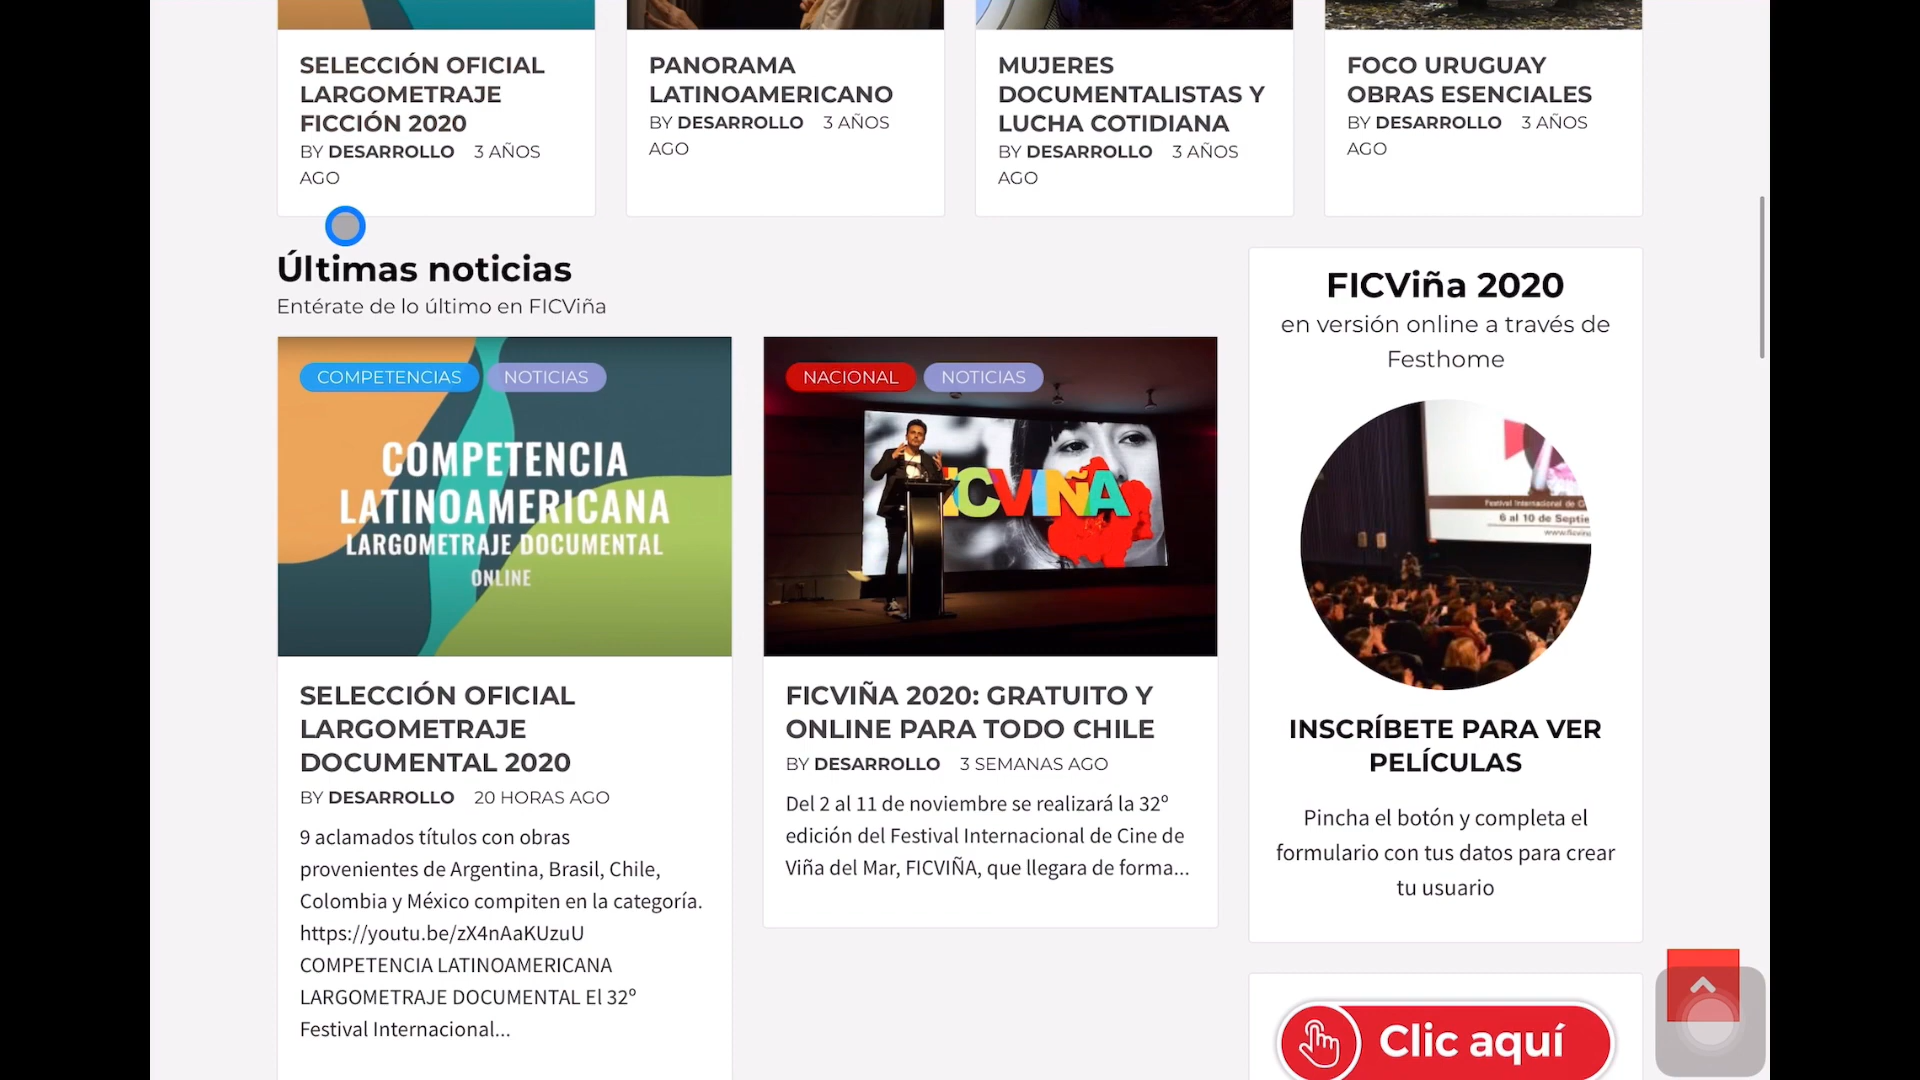 SELECCIÓN OFICIAL
LARGOMETRAJE
FICCIÓN 2020
BY DESARROLLO 3 AÑOS
AGO
PANORAMA
LATINOAMERICANO
BY DESARROLLO 3 AÑOS
AGO
MUJERES
DOCUMENTALISTAS Y
LUCHA COTIDIANA
BY DESARROLLO 3 AÑOS
AGO
FOCO URUGUAY
OBRAS ESENCIALES
BY DESARROLLO 3 AÑOS
AGO
Últimas noticias
Entérate de lo último en FICViña
COMPETENCIAS NOTICIAS
COMPETENCIA
LATINOAMERICANA
LARGOMETRAJE DOCUMENTAL
ONLINE
SELECCIÓN OFICIAL
LARGOMETRAJE
DOCUMENTAL 2020
BY DESARROLLO 20 HORAS AGO
9 aclamados títulos con obras
provenientes de Argentina, Brasil, Chile,
Colombia y México compiten en la categoría.
https://youtu.be/zX4nAaKUzuU
COMPETENCIA LATINOAMERICANA
LARGOMETRAJE DOCUMENTAL El 32º
Festival Internacional...
NACIONAL NOTICIAS
ICVIÑA
FICVIÑA 2020: GRATUITO Y
ONLINE PARA TODO CHILE
BY DESARROLLO 3 SEMANAS AGO
Del 2 al 11 de noviembre se realizará la 32º
edición del Festival Internacional de Cine de
Viña del Mar, FICVIÑA, que llegara de forma...
FICViña 2020
en versión online a través de
Festhome
Festival Internacional de C
6 al 10 de Septie
INSCRÍBETE PARA VER
PELÍCULAS
Pincha el botón y completa el
formulario con tus datos para crear
tu usuario
Clic aquí